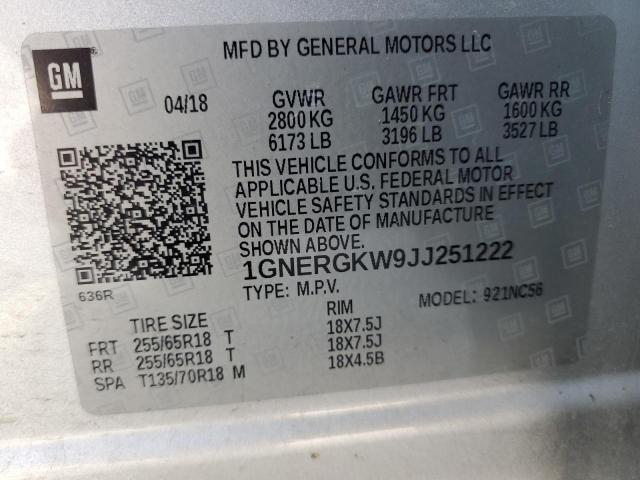 GM
MFD BY GENERAL MOTORS LLC
04/18 GVWR GAWR FRT GAWR RR
2800 KG 1450 KG 1600 KG
6173 LB 3196 LB 3527 LB
THIS VEHICLE CONFORMS TO ALL
APPLICABLE U.S. FEDERAL MOTOR
VEHICLE SAFETY STANDARDS IN EFFECT
ON THE DATE OF MANUFACTURE
SHOWN ABOVE.
1GNERGKW9JJ251222
636R
TYPE: M.P.V. MODEL: 921NC56
TIRE SIZE RIM
FRT 255/65R18 T 18X7.5J
RR 255/65R18 T 18X7.5J
SPA T135/70R18 M 18X4.5B